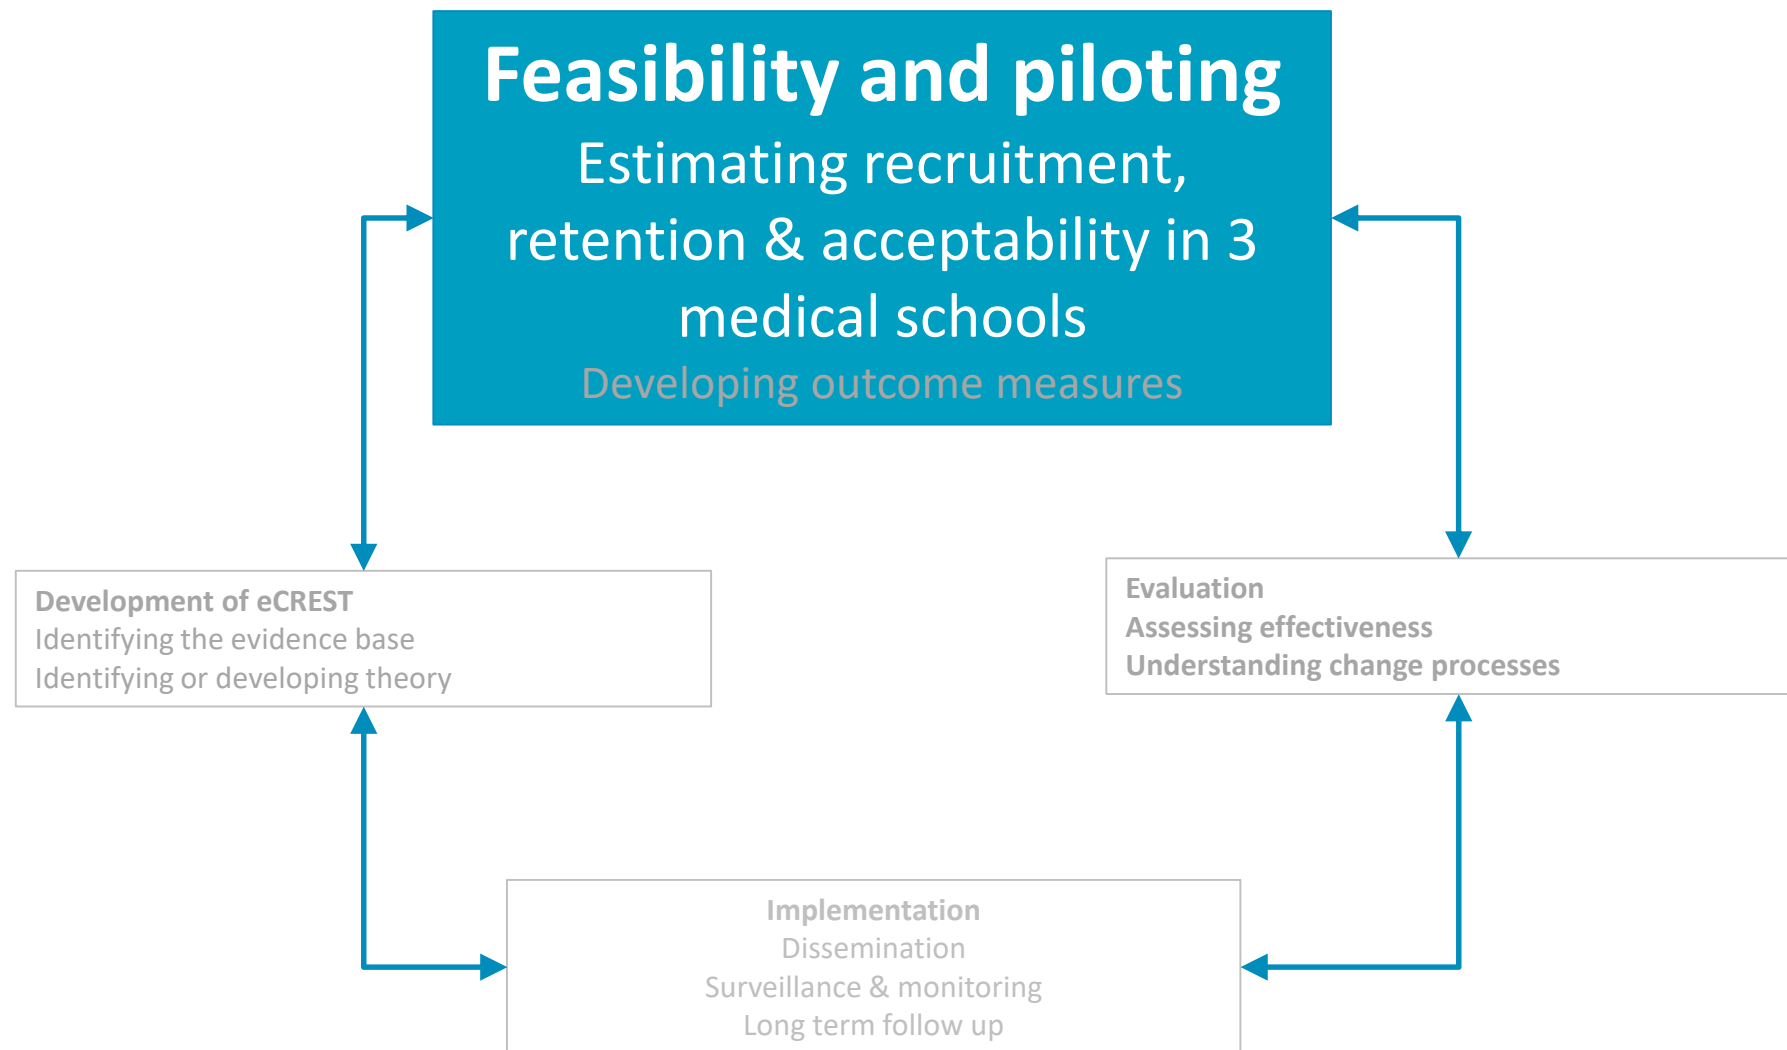 Feasibility and piloting
Estimating recruitment,
retention & acceptability in 3
medical schools
Developing outcome measures
Development of eCREST
Identifying the evidence base
Identifying or developing theory
Evaluation
Assessing effectiveness
Understanding change processes
Implementation
Dissemination
Surveillance & monitoring
Long term follow up